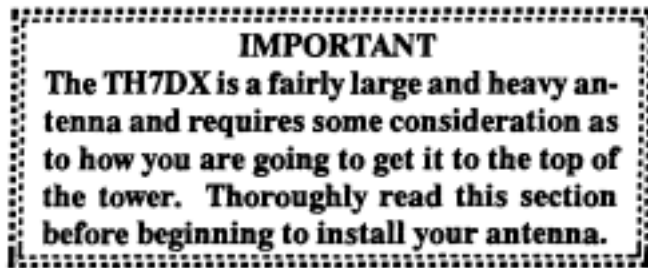 IMPORTANT
The TH7DX is a fairly large and heavy an-
tenna and requires some consideration as
to how you are going to get it to the top of
the tower. Thoroughly read this section
before beginning to install your antenna.